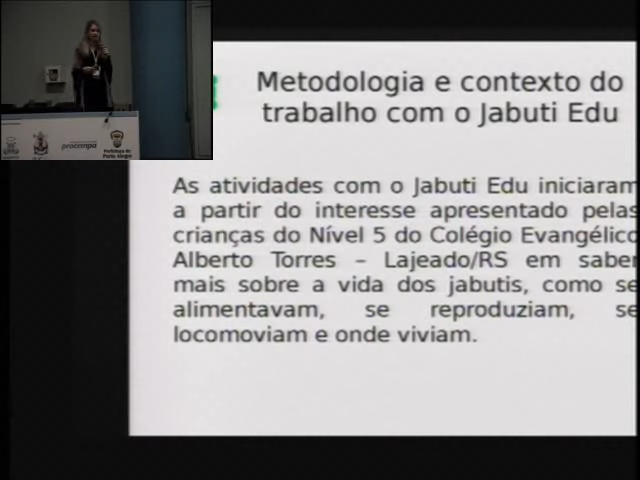 Metodologia e contexto do
trabalho com o Jabuti Edu
As atividades com o Jabuti Edu iniciaram
a partir do interesse apresentado pelas
crianças do Nível 5 do Colégio Evangélico
Alberto Torres – Lajeado/RS em saber
mais sobre a vida dos jabutis, como se
alimentavam, se reproduziam, se
locomoviam e onde viviam.
procempa
Prefeitura de
Porto Alegre